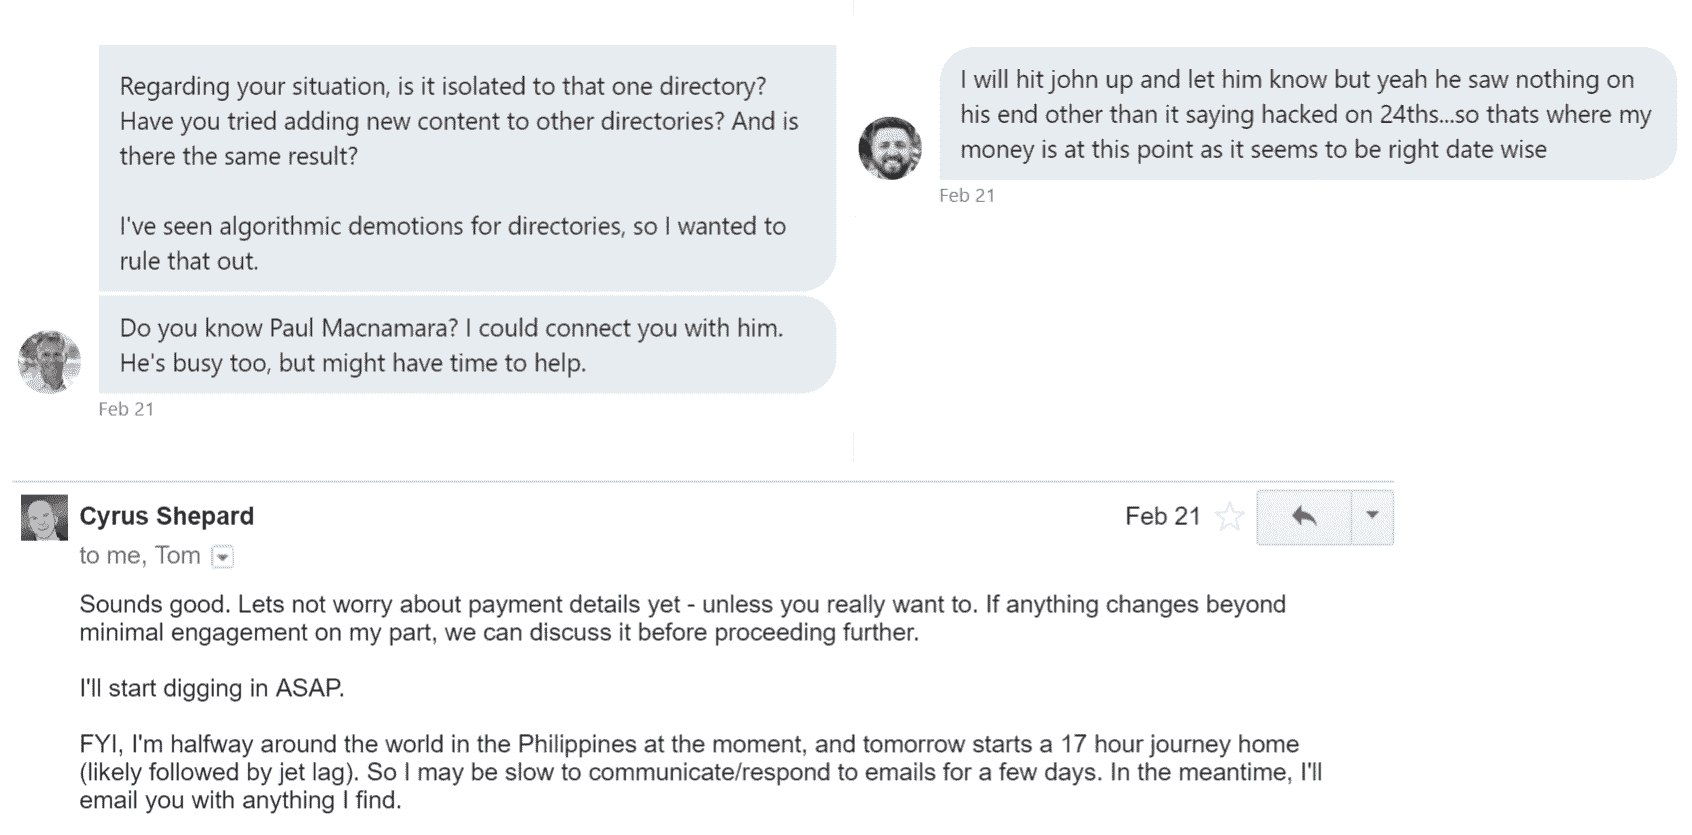 Regarding your situation, is it isolated to that one directory?
Have you tried adding new content to other directories? And is
there the same result?
I've seen algorithmic demotions for directories, so I wanted to
rule that out.
Do you know Paul Macnamara? I could connect you with him.
He's busy too, but might have time to help.
Feb 21
I will hit john up and let him know but yeah he saw nothing on
his end other than it saying hacked on 24ths...so thats where my
money is at this point as it seems to be right date wise
Feb 21
Cyrus Shepard
Feb 21
to me, Tom
Sounds good. Lets not worry about payment details yet - unless you really want to. If anything changes beyond
minimal engagement on my part, we can discuss it before proceeding further.
I'll start digging in ASAP.
FYI, I'm halfway around the world in the Philippines at the moment, and tomorrow starts a 17 hour journey home
(likely followed by jet lag). So I may be slow to communicate/respond to emails for a few days. In the meantime, I'll
email you with anything I find.